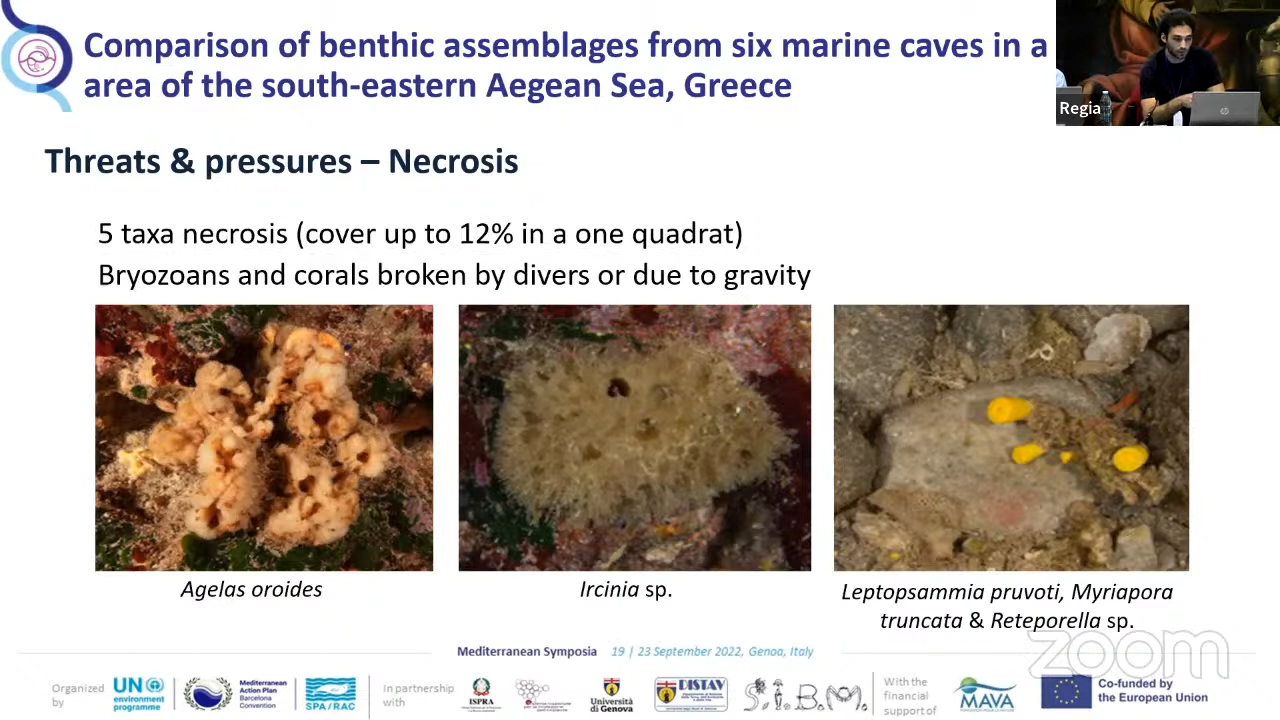 Comparison of benthic assemblages from six marine caves in a
area of the south-eastern Aegean Sea, Greece
Regia
Threats & pressures – Necrosis
5 taxa necrosis (cover up to 12% in a one quadrat)
Bryozoans and corals broken by divers or due to gravity
Agelas oroides
Ircinia sp.
Leptopsammia pruvoti, Myriapora
truncata & Reteporella sp.
zoom
Mediterranean Symposia 19 | 23 September 2022, Genoa, Italy
Organized
by
UN
environment
programme
Mediterranean
Action Plan
Barcelona
Convention
SPA/RAC
In partnership
with
ISPRA
Università
di Genova
DISTAV
S.I.B.M.
With the
financial
support of
MAVA
Co-funded by
the European Union